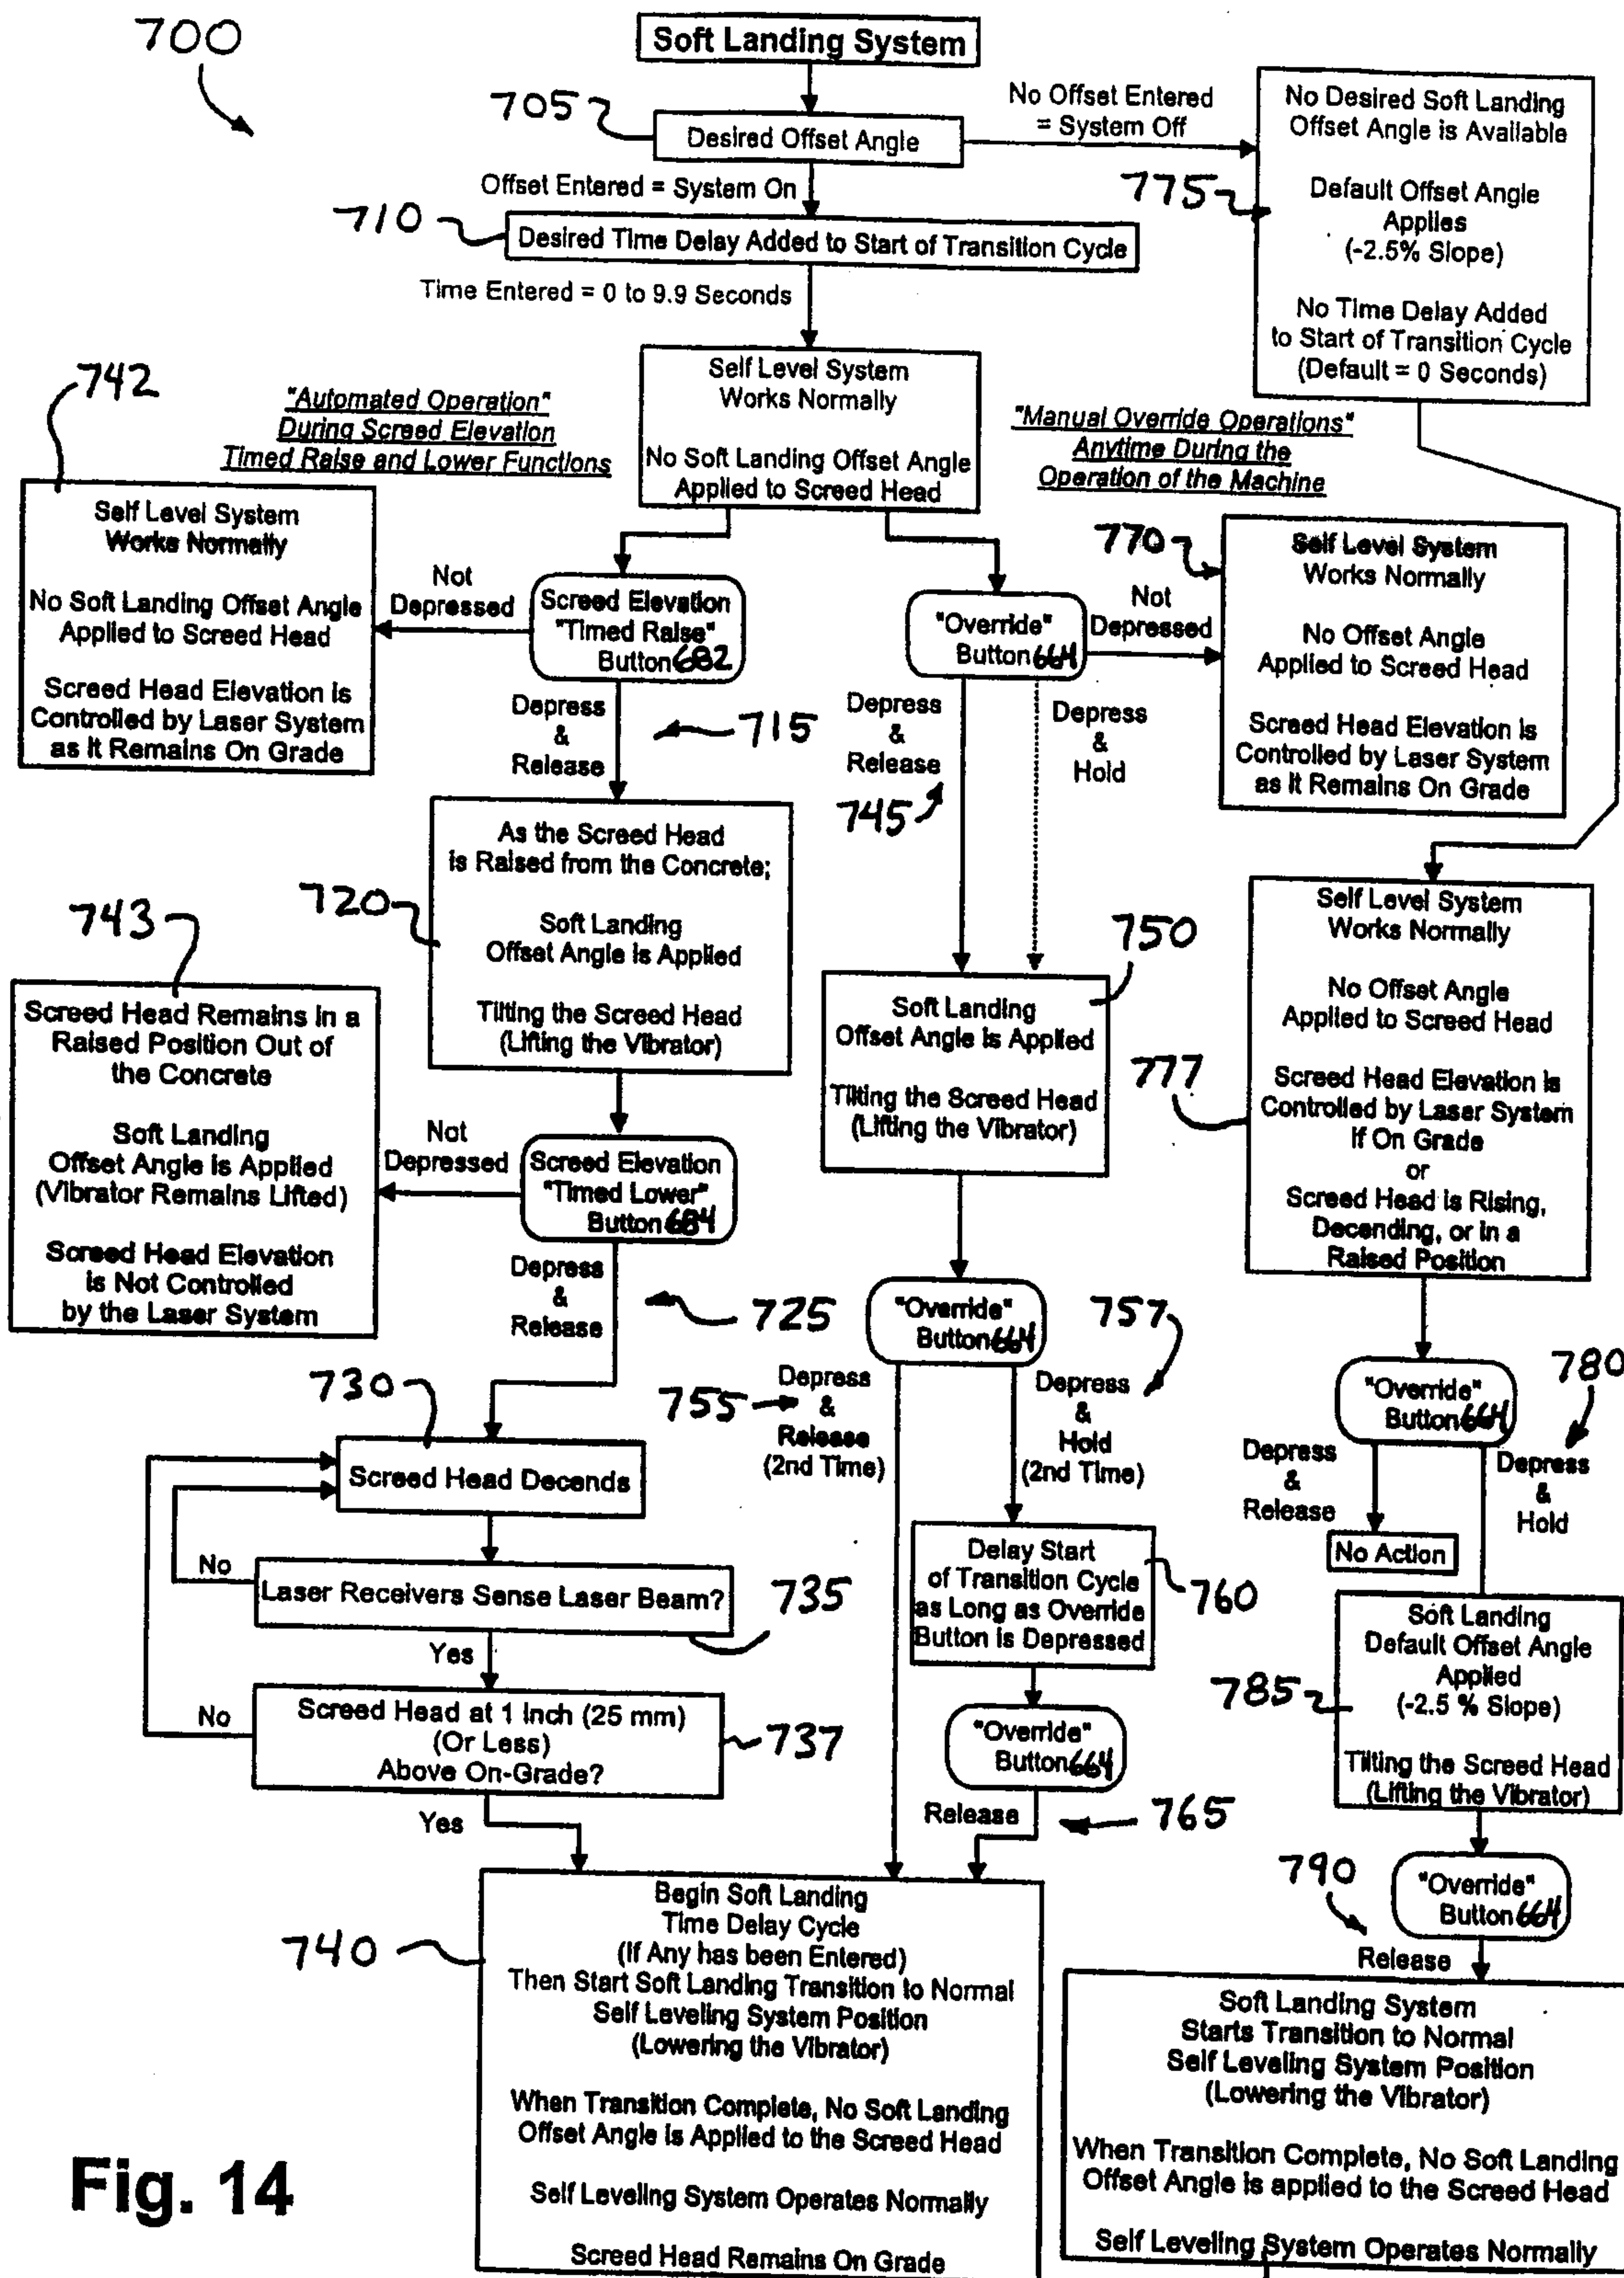 700
Soft Landing System
705
Desired Offset Angle
No Offset Entered
= System Off
No Desired Soft Landing
Offset Angle is Available
775
Default Offset Angle
Applies
(-2.5% Slope)
No Time Delay Added
to Start of Transition Cycle
(Default = 0 Seconds)
Offset Entered = System On
710
Desired Time Delay Added to Start of Transition Cycle
Time Entered = 0 to 9.9 Seconds
Self Level System
Works Normally
No Soft Landing Offset Angle
Applied to Screed Head
742
"Automated Operation"
During Screed Elevation
Timed Raise and Lower Functions
"Manual Override Operations"
Anytime During the
Operation of the Machine
Self Level System
Works Normally
No Soft Landing Offset Angle
Applied to Screed Head
Screed Head Elevation is
Controlled by Laser System
as It Remains On Grade
Not
Depressed
Screed Elevation
"Timed Raise"
Button 682
Depress
&
Release
715
"Override"
Button 664
Not
Depressed
770
Self Level System
Works Normally
No Offset Angle
Applied to Screed Head
Screed Head Elevation is
Controlled by Laser System
as It Remains On Grade
Depress
&
Release
745
Depress
&
Hold
720
As the Screed Head
is Raised from the Concrete;
Soft Landing
Offset Angle is Applied
Tilting the Screed Head
(Lifting the Vibrator)
743
Screed Head Remains in a
Raised Position Out of
the Concrete
Soft Landing
Offset Angle is Applied
(Vibrator Remains Lifted)
Screed Head Elevation
is Not Controlled
by the Laser System
Not
Depressed
Screed Elevation
"Timed Lower"
Button 684
Depress
&
Release
725
750
Soft Landing
Offset Angle is Applied
Tilting the Screed Head
(Lifting the Vibrator)
777
Self Level System
Works Normally
No Offset Angle
Applied to Screed Head
Screed Head Elevation is
Controlled by Laser System
If On Grade
or
Screed Head is Rising,
Decending, or in a
Raised Position
"Override"
Button 664
755
Depress
&
Release
(2nd Time)
757
Depress
&
Hold
(2nd Time)
"Override"
Button 664
780
Depress
&
Release
Depress
&
Hold
No Action
730
Screed Head Decends
No
Laser Receivers Sense Laser Beam?
735
Yes
No
Screed Head at 1 Inch (25 mm)
(Or Less)
Above On-Grade?
737
Yes
Delay Start
of Transition Cycle
as Long as Override
Button is Depressed
760
"Override"
Button 664
Release
765
785
Soft Landing
Default Offset Angle
Applied
(-2.5 % Slope)
Tilting the Screed Head
(Lifting the Vibrator)
790
"Override"
Button 664
Release
740
Begin Soft Landing
Time Delay Cycle
(If Any has been Entered)
Then Start Soft Landing Transition to Normal
Self Leveling System Position
(Lowering the Vibrator)
When Transition Complete, No Soft Landing
Offset Angle is Applied to the Screed Head
Self Leveling System Operates Normally
Screed Head Remains On Grade
Soft Landing System
Starts Transition to Normal
Self Leveling System Position
(Lowering the Vibrator)
When Transition Complete, No Soft Landing
Offset Angle is applied to the Screed Head
Self Leveling System Operates Normally
Fig. 14